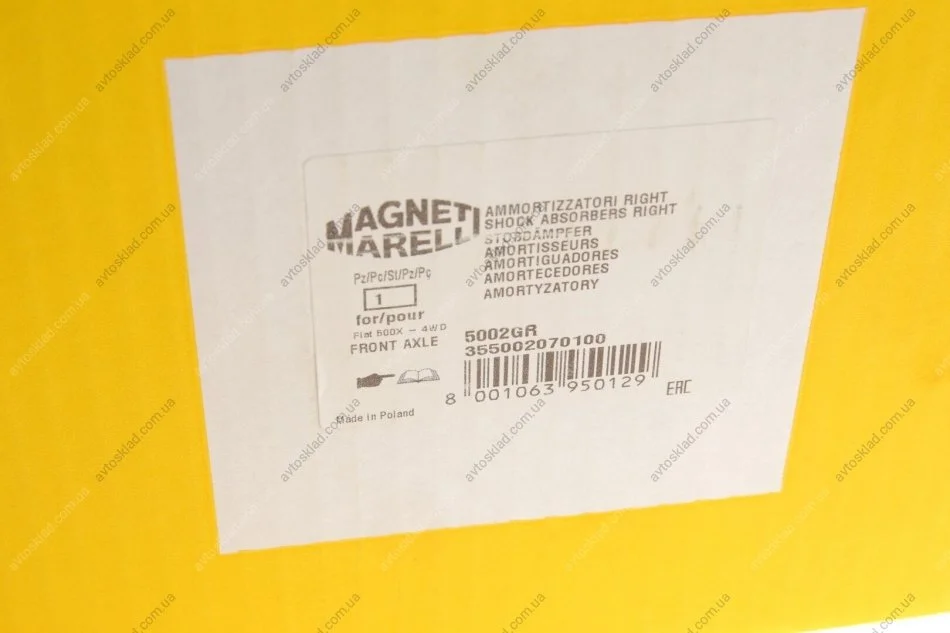 MAGNETI
MARELLI
AMMORTIZZATORI RIGHT
SHOCK ABSORBERS RIGHT
STOßDÄMPFER
AMORTISSEURS
AMORTIGUADORES
AMORTECEDORES
AMORTYZATORY
Pz/Pc/St/Pz/Pç
1
for/pour
Fiat 500X - 4WD
FRONT AXLE
5002GR
355002070100
8 001063 950129
EAC
Made in Poland
avtosklad.com.ua